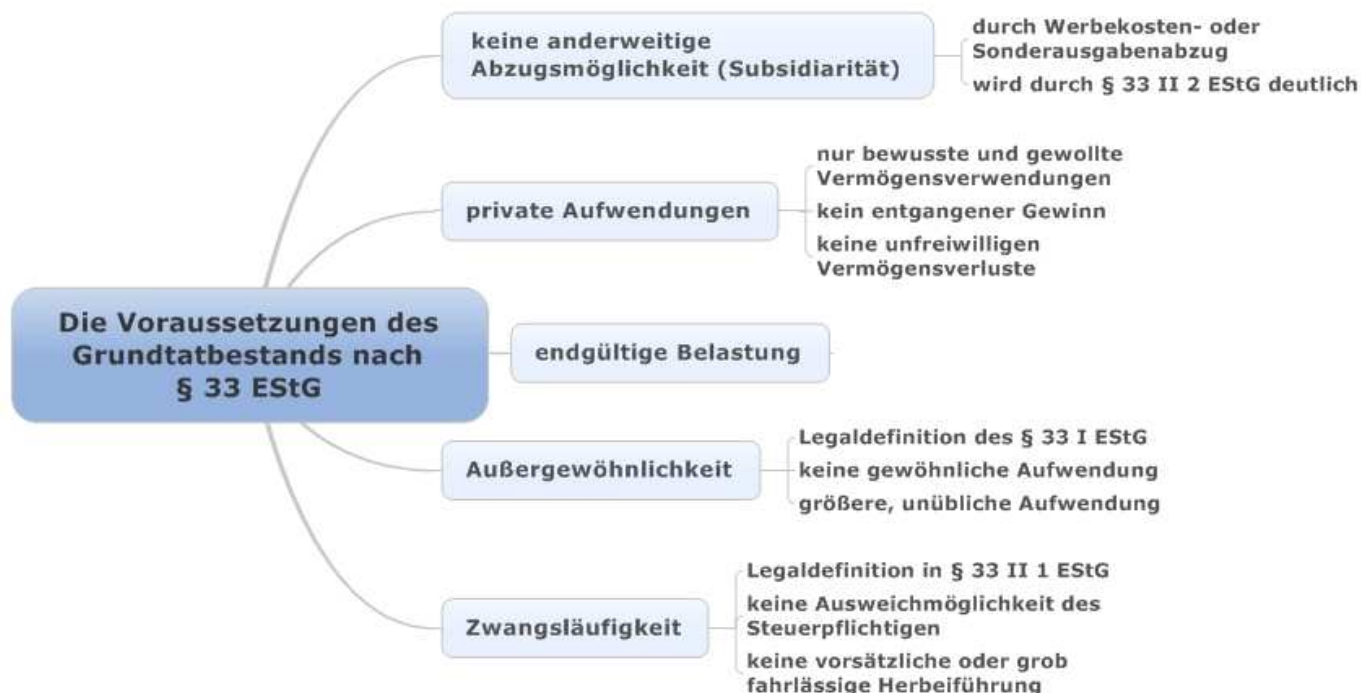 Die Voraussetzungen des
Grundtatbestands nach
§ 33 EStG
keine anderweitige
Abzugsmöglichkeit (Subsidiarität)
durch Werbekosten- oder
Sonderausgabenabzug
wird durch § 33 II 2 EStG deutlich
private Aufwendungen
nur bewusste und gewollte
Vermögensverwendungen
kein entgangener Gewinn
keine unfreiwilligen
Vermögensverluste
endgültige Belastung
Außergewöhnlichkeit
Legaldefinition des § 33 I EStG
keine gewöhnliche Aufwendung
größere, unübliche Aufwendung
Zwangsläufigkeit
Legaldefinition in § 33 II 1 EStG
keine Ausweichmöglichkeit des
Steuerpflichtigen
keine vorsätzliche oder grob
fahrlässige Herbeiführung